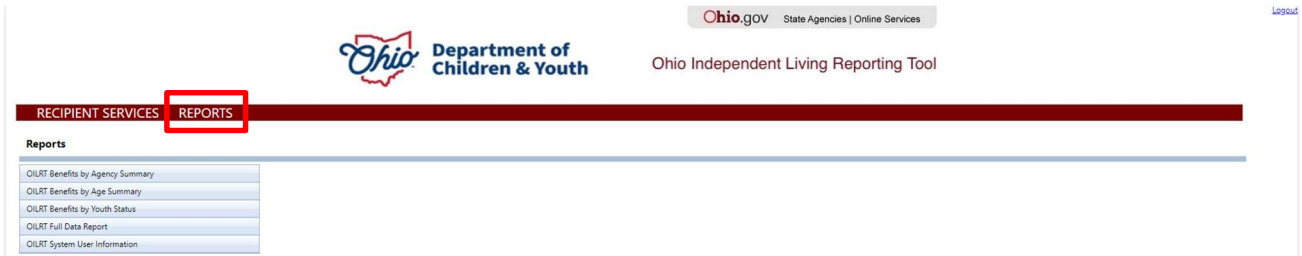 Ohio.gov State Agencies | Online Services
Logout
Ohio Department of
Children & Youth
Ohio Independent Living Reporting Tool
RECIPIENT SERVICES REPORTS
Reports
OILRT Benefits by Agency Summary
OILRT Benefits by Age Summary
OILRT Benefits by Youth Status
OILRT Full Data Report
OILRT System User Information